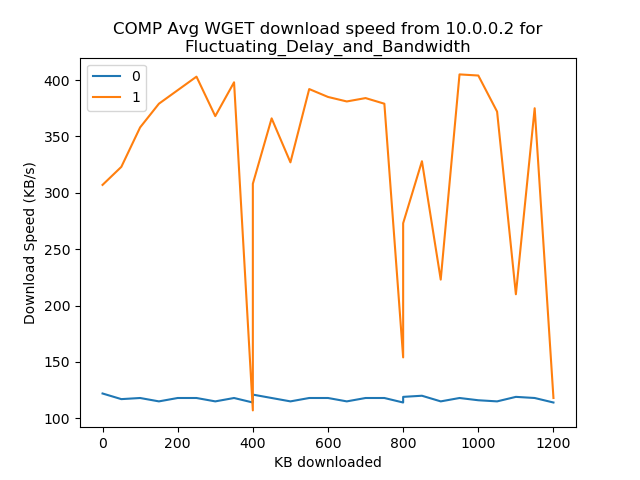 COMP Avg WGET download speed from 10.0.0.2 for
Fluctuating_Delay_and_Bandwidth
0
1
400
350
300
250
200
150
100
Download Speed (KB/s)
0 200 400 600 800 1000 1200
KB downloaded